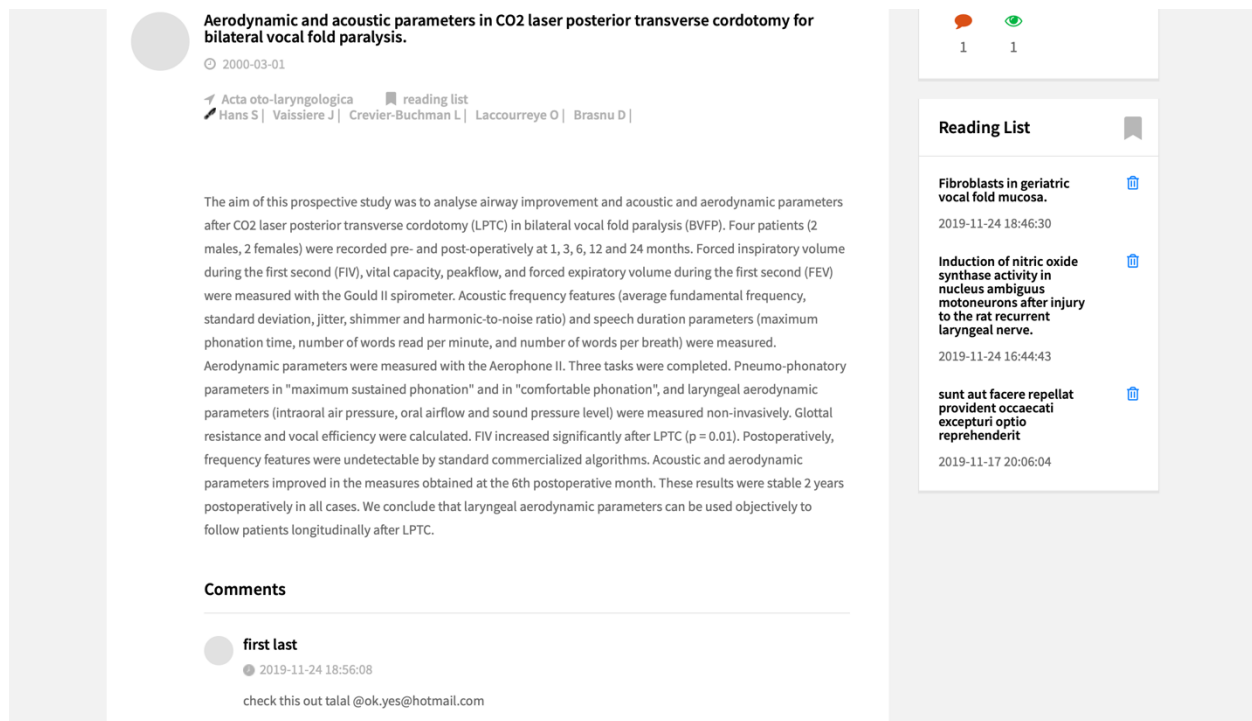 Aerodynamic and acoustic parameters in CO2 laser posterior transverse cordotomy for
bilateral vocal fold paralysis.
2000-03-01
Acta oto-laryngologica reading list
Hans S | Vaissiere J | Crevier-Buchman L | Laccourreye O | Brasnu D |
The aim of this prospective study was to analyse airway improvement and acoustic and aerodynamic parameters
after CO2 laser posterior transverse cordotomy (LPTC) in bilateral vocal fold paralysis (BVFP). Four patients (2
males, 2 females) were recorded pre- and post-operatively at 1, 3, 6, 12 and 24 months. Forced inspiratory volume
during the first second (FIV), vital capacity, peakflow, and forced expiratory volume during the first second (FEV)
were measured with the Gould II spirometer. Acoustic frequency features (average fundamental frequency,
standard deviation, jitter, shimmer and harmonic-to-noise ratio) and speech duration parameters (maximum
phonation time, number of words read per minute, and number of words per breath) were measured.
Aerodynamic parameters were measured with the Aerophone II. Three tasks were completed. Pneumo-phonatory
parameters in "maximum sustained phonation" and in "comfortable phonation", and laryngeal aerodynamic
parameters (intraoral air pressure, oral airflow and sound pressure level) were measured non-invasively. Glottal
resistance and vocal efficiency were calculated. FIV increased significantly after LPTC (p = 0.01). Postoperatively,
frequency features were undetectable by standard commercialized algorithms. Acoustic and aerodynamic
parameters improved in the measures obtained at the 6th postoperative month. These results were stable 2 years
postoperatively in all cases. We conclude that laryngeal aerodynamic parameters can be used objectively to
follow patients longitudinally after LPTC.
Comments
first last
2019-11-24 18:56:08
check this out talal @ok.yes@hotmail.com
1 1
Reading List
Fibroblasts in geriatric
vocal fold mucosa.
2019-11-24 18:46:30
Induction of nitric oxide
synthase activity in
nucleus ambiguus
motoneurons after injury
to the rat recurrent
laryngeal nerve.
2019-11-24 16:44:43
sunt aut facere repellat
provident occaecati
excepturi optio
reprehenderit
2019-11-17 20:06:04